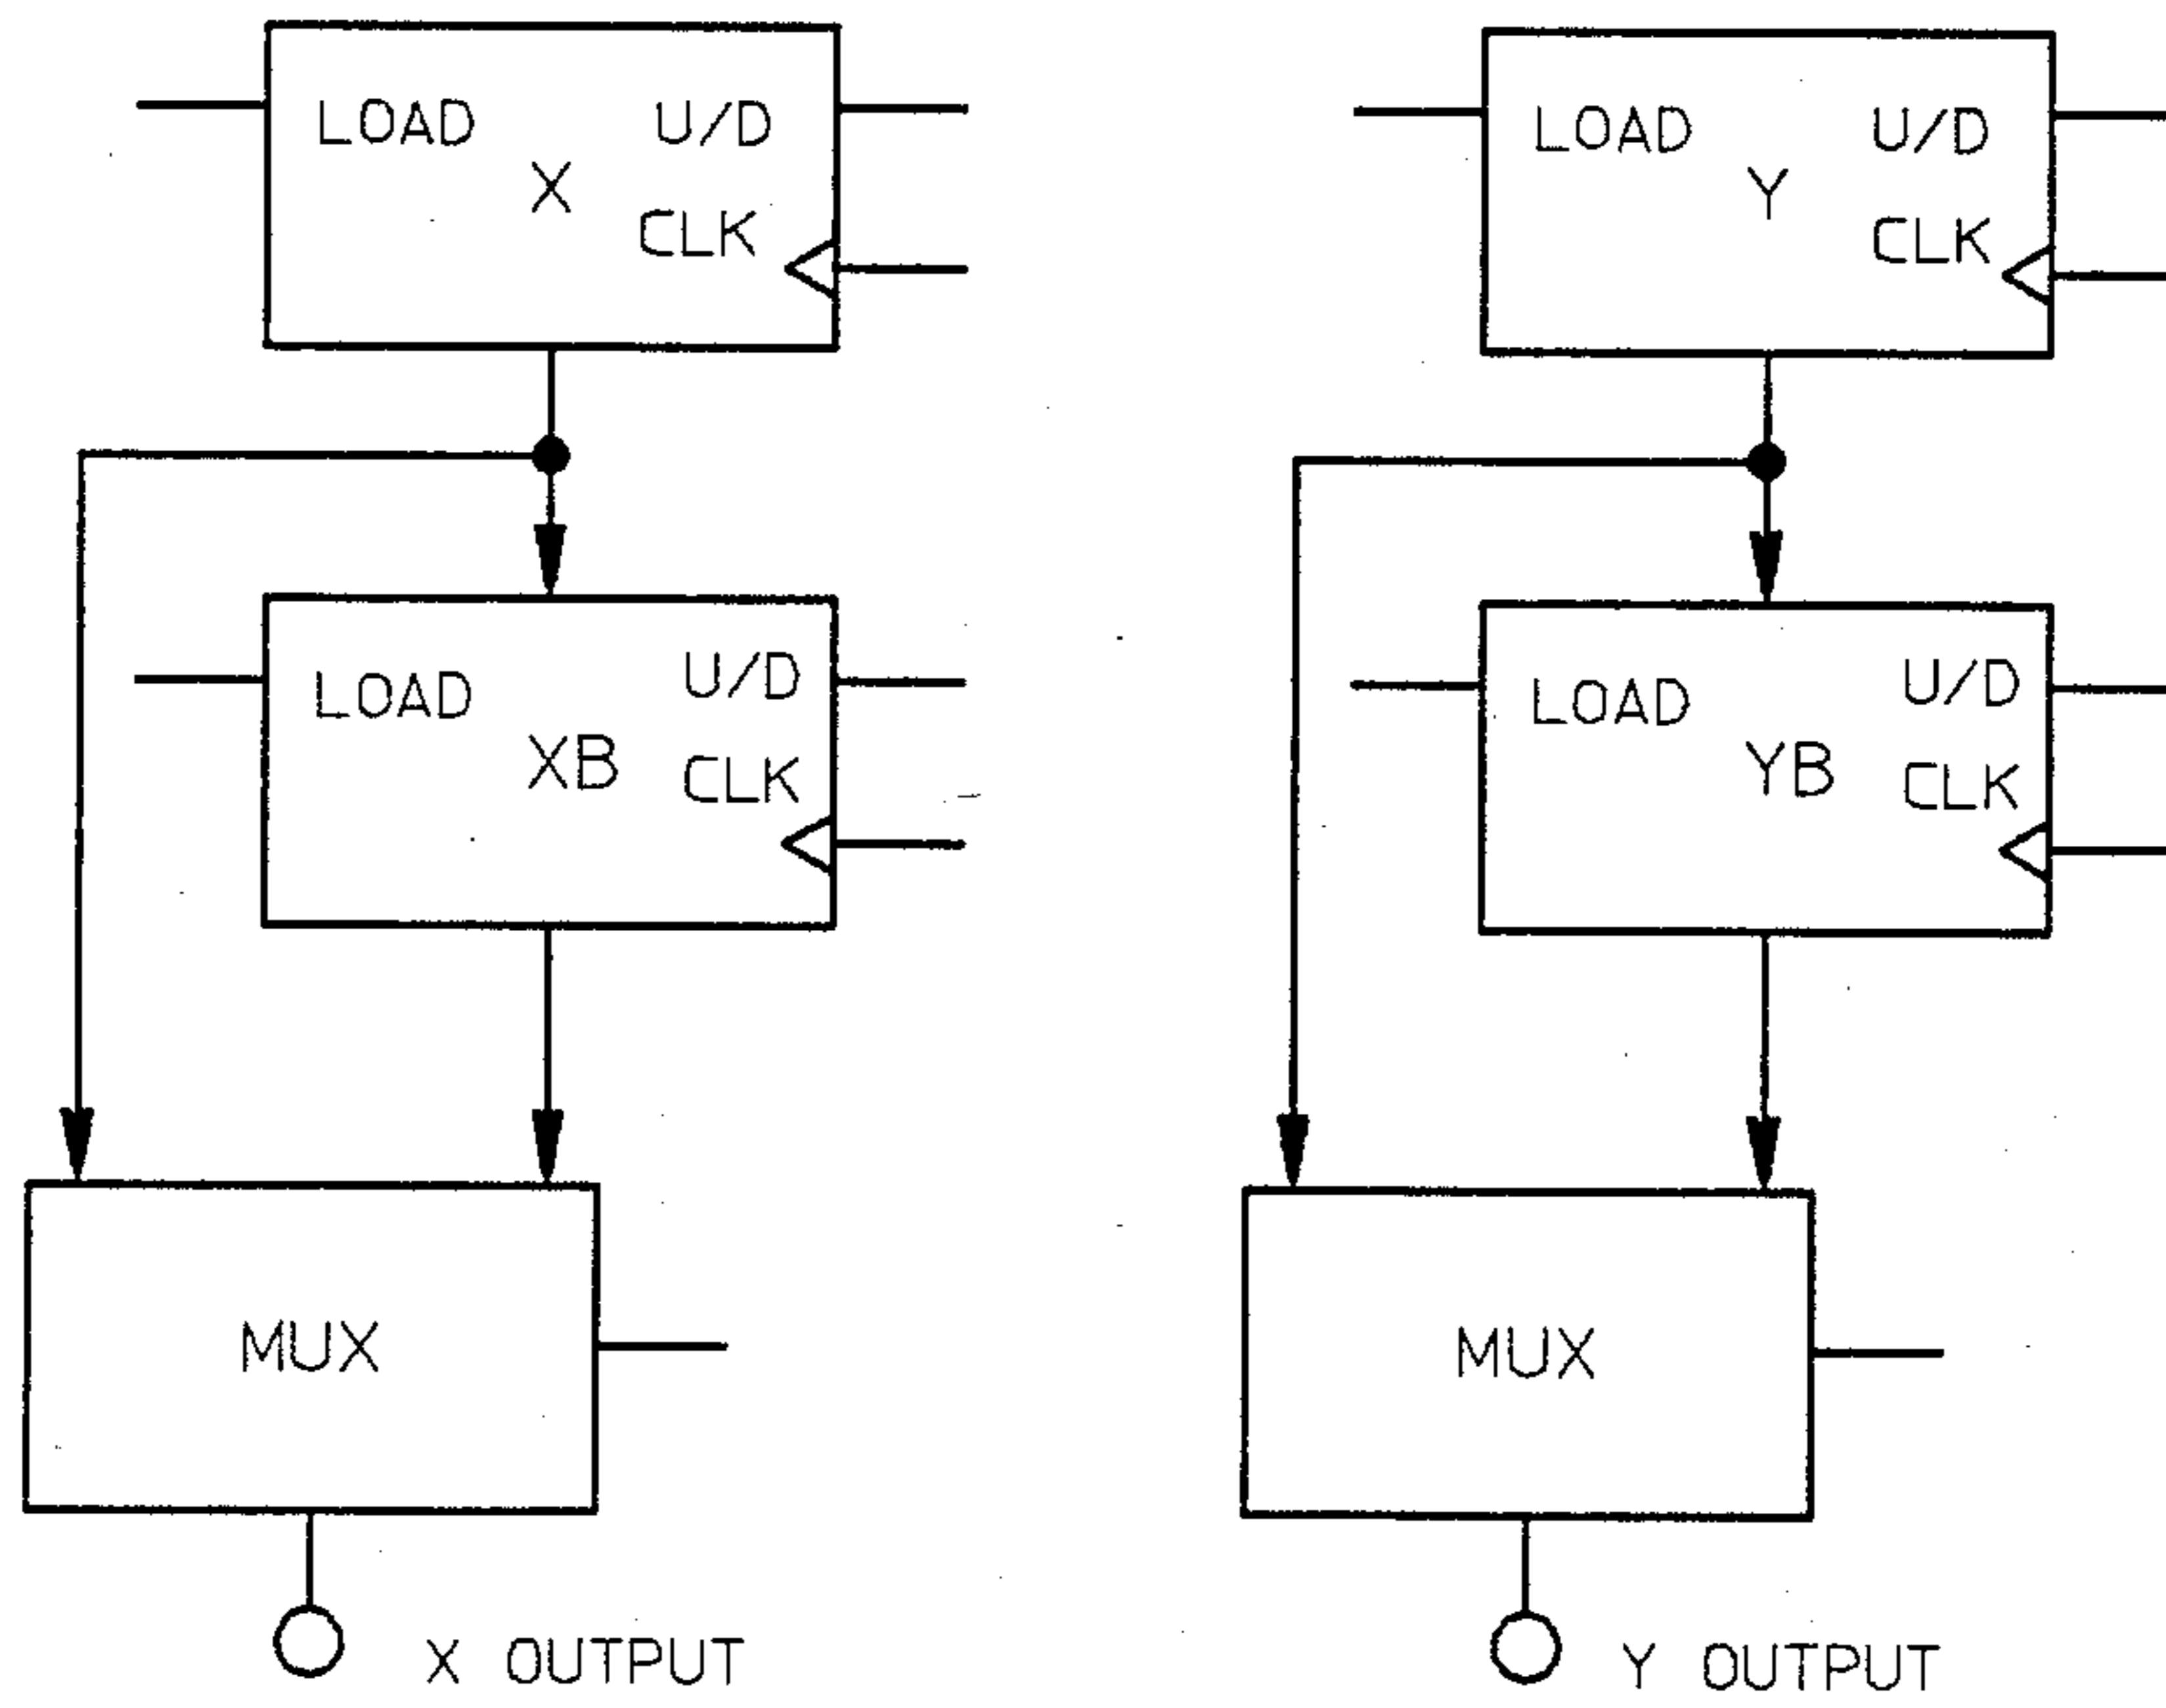 LOAD U/D
X
CLK
LOAD U/D
Y
CLK
LOAD U/D
XB
CLK
LOAD U/D
YB
CLK
MUX
MUX
X OUTPUT
Y OUTPUT